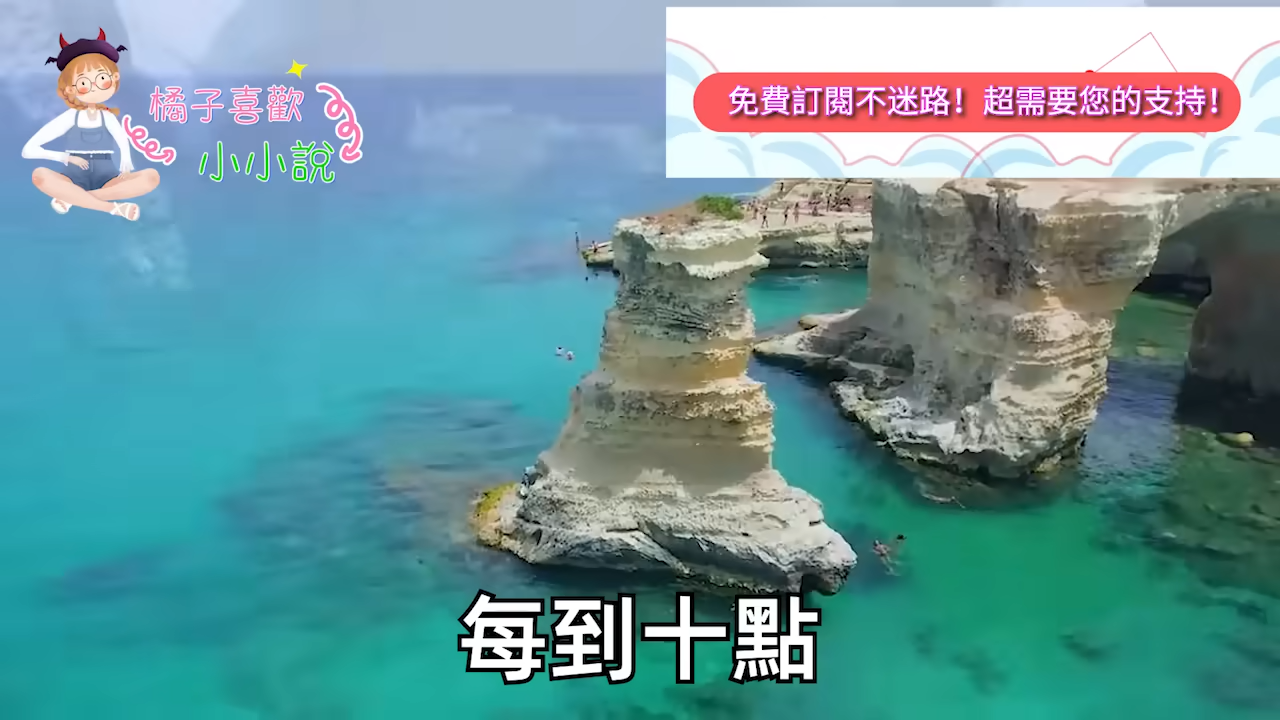 橘子喜歡
小小說
免費訂閱不迷路！超需要您的支持！
每到十點